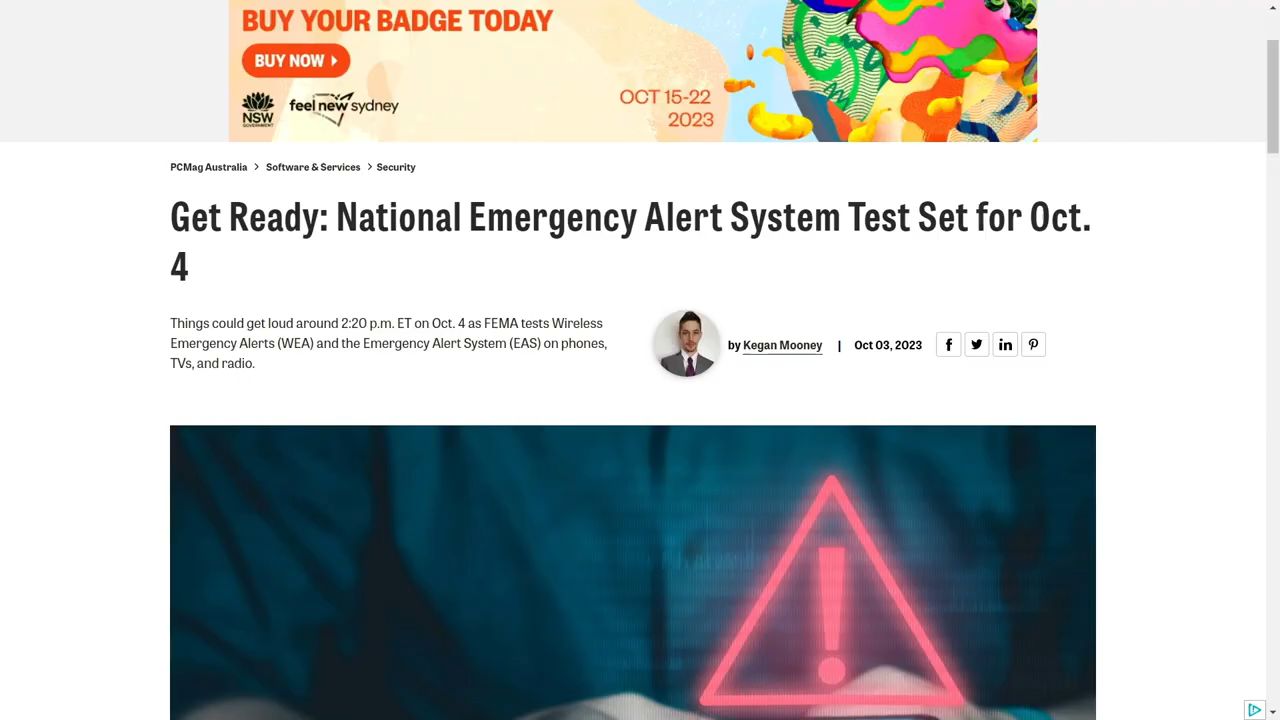 BUY YOUR BADGE TODAY
BUY NOW
NSW
GOVERNMENT
feel new sydney
OCT 15-22
2023
PCMag Australia > Software & Services > Security
Get Ready: National Emergency Alert System Test Set for Oct.
4
Things could get loud around 2:20 p.m. ET on Oct. 4 as FEMA tests Wireless
Emergency Alerts (WEA) and the Emergency Alert System (EAS) on phones,
TVs, and radio.
by Kegan Mooney | Oct 03, 2023